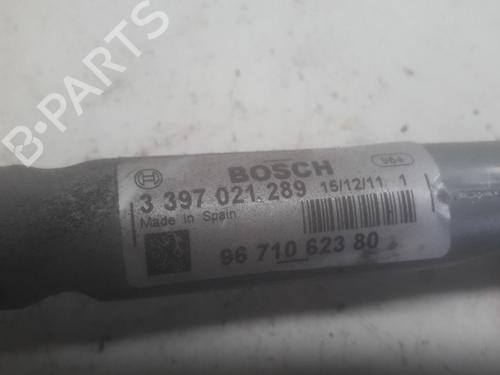 B-PARTS
BOSCH
964
3 397 021 289 15/12/11 1
Made in Spain
96 710 623 80